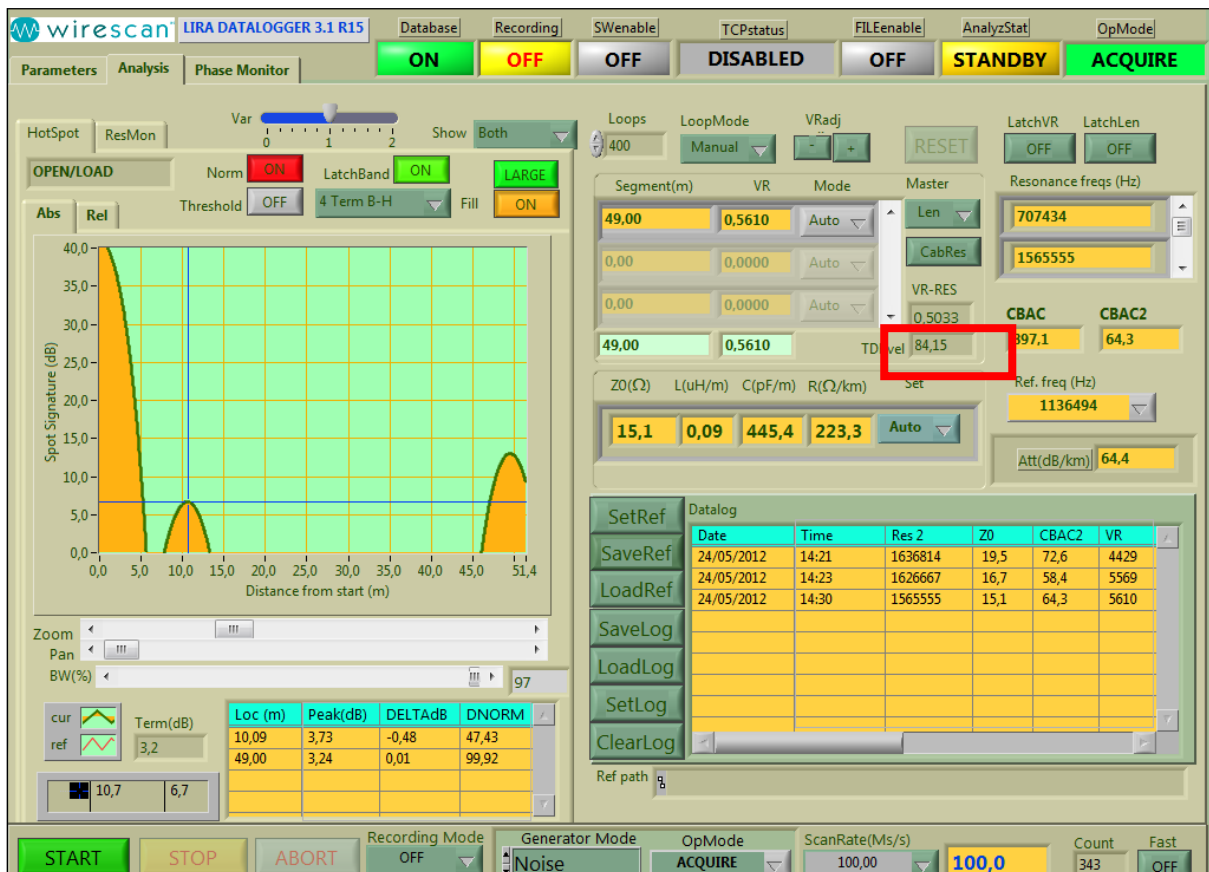 wirescan LIRA DATALOGGER 3.1 R15
Database Recording SWenable TCPstatus FILEenable AnalyzStat OpMode
ON OFF OFF DISABLED OFF STANDBY ACQUIRE
Parameters Analysis Phase Monitor
HotSpot ResMon
Var
0 1 2
Show Both
OPEN/LOAD
Norm ON
LatchBand ON
LARGE
Threshold OFF
4 Term B-H
Fill ON
Abs Rel
Spot Signature (dB)
40,0
35,0
30,0
25,0
20,0
15,0
10,0
5,0
0,0
0,0 5,0 10,0 15,0 20,0 25,0 30,0 35,0 40,0 45,0 51,4
Distance from start (m)
Zoom
Pan
BW(%) 97
cur
ref
Term(dB)
3,2
10,7 6,7
Loc (m) Peak(dB) DELTAdB DNORM
10,09 3,73 -0,48 47,43
49,00 3,24 0,01 99,92
Loops LoopMode VRadj
400 Manual - + RESET
LatchVR LatchLen
OFF OFF
Segment(m) VR Mode Master
49,00 0,5610 Auto Len
0,00 0,0000 Auto CabRes
0,00 0,0000 Auto
VR-RES
0,5033
49,00 0,5610
84,15
Resonance freqs (Hz)
707434
1565555
CBAC CBAC2
897,1 64,3
Z0(Ω) L(uH/m) C(pF/m) R(Ω/km) Set
15,1 0,09 445,4 223,3 Auto
Ref. freq (Hz)
1136494
Att(dB/km) 64,4
SetRef
SaveRef
LoadRef
SaveLog
LoadLog
SetLog
ClearLog
Datalog
Date Time Res 2 Z0 CBAC2 VR
24/05/2012 14:21 1636814 19,5 72,6 4429
24/05/2012 14:23 1626667 16,7 58,4 5569
24/05/2012 14:30 1565555 15,1 64,3 5610
Ref path
START STOP ABORT
Recording Mode
OFF
Generator Mode
Noise
OpMode
ACQUIRE
ScanRate(Ms/s)
100,00 100,0
Count
343
Fast
OFF